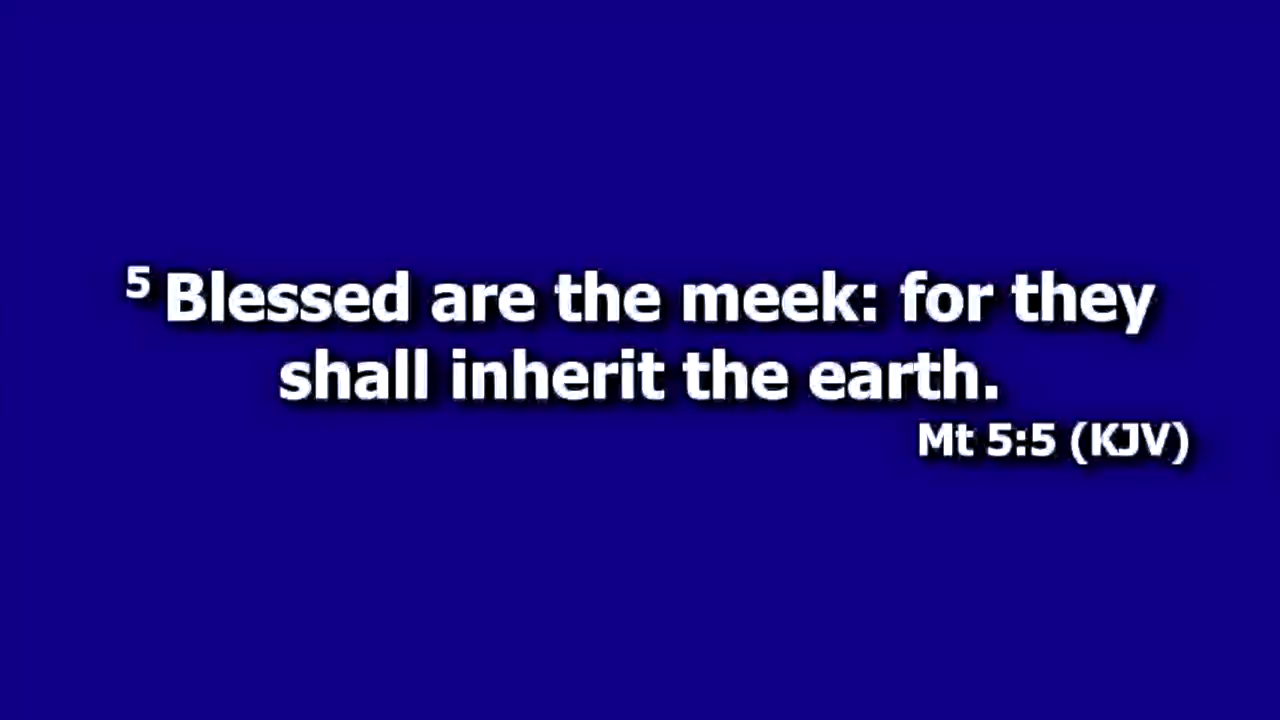 5 Blessed are the meek: for they
shall inherit the earth.
Mt 5:5 (KJV)